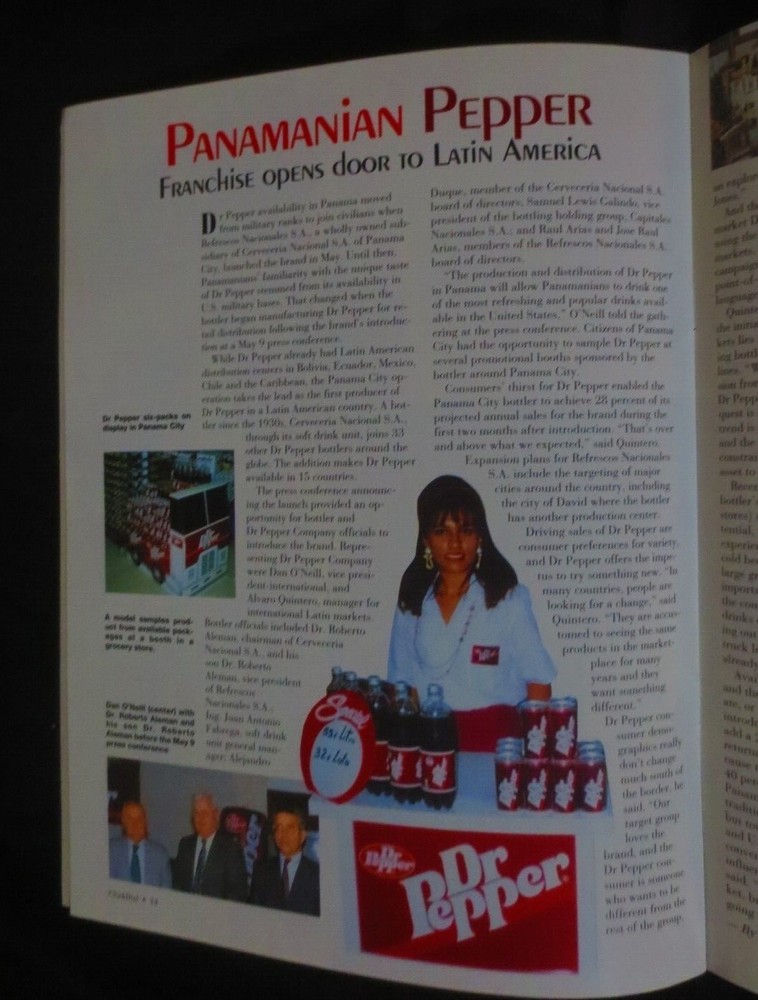 PANAMANIAN PEPPER
FRANCHISE OPENS DOOR TO LATIN AMERICA
Dr Pepper availability in Panama moved
from military ranks to join civilians when
Refrescos Nacionales S.A., a wholly owned sub-
sidiary of Cerveceria Nacional S.A. of Panama
City, launched the brand in May. Until then,
Panamanians' familiarity with the unique taste
of Dr Pepper stemmed from its availability in
U.S. military bases. That changed when the
bottler began manufacturing Dr Pepper for re-
tail distribution following the brand's introduc-
tion at a May 9 press conference.
While Dr Pepper already had Latin American
distribution centers in Bolivia, Ecuador, Mexico,
Chile and the Caribbean, the Panama City op-
eration takes the lead as the first producer of
Dr Pepper in a Latin American country. A bot-
tler since the 1930s, Cerveceria Nacional S.A.,
through its soft drink unit, joins 33
other Dr Pepper bottlers around the
globe. The addition makes Dr Pepper
available in 15 countries.
The press conference announc-
ing the launch provided an op-
portunity for bottler and
Dr Pepper Company officials to
introduce the brand. Repre-
senting Dr Pepper Company
were Dan O'Neill, vice presi-
dent-international, and
Alvaro Quintero, manager for
international Latin markets.
Bottler officials included Dr. Roberto
Aleman, chairman of Cerveceria
Nacional S.A., and his
son Dr. Roberto
Aleman, vice president
of Refrescos
Nacionales S.A.,
Ing. Juan Antonio
Fabrega, soft drink
unit general man-
ager, Alejandro
Duque, member of the Cerveceria Nacional S.A.
board of directors, Samuel Lewis Galindo, vice
president of the bottling holding group, Capitales
Nacionales S.A.; and Raul Arias and Jose Raul
Arias, members of the Refrescos Nacionales S.A.
board of directors.
"The production and distribution of Dr Pepper
in Panama will allow Panamanians to drink one
of the most refreshing and popular drinks avail-
able in the United States," O'Neill told the gath-
ering at the press conference. Citizens of Panama
City had the opportunity to sample Dr Pepper at
several promotional booths sponsored by the
bottler around Panama City.
Consumers' thirst for Dr Pepper enabled the
Panama City bottler to achieve 28 percent of its
projected annual sales for the brand during the
first two months after introduction. "That's over
and above what we expected," said Quintero.
Expansion plans for Refrescos Nacionales
S.A. include the targeting of major
cities around the country, including
the city of David where the bottler
has another production center.
Driving sales of Dr Pepper are
consumer preferences for variety,
and Dr Pepper offers the impe-
tus to try something new. "In
many countries, people are
looking for a change," said
Quintero. "They are accus-
tomed to seeing the same
products in the market-
place for many
years and they
want something
different."
Dr Pepper con-
sumer demo-
graphics really
don't change
much south of
the border, he
said. "Our
target group
loves the
brand, and the
Dr Pepper con-
sumer is someone
who wants to be
different from the
rest of the group,
Dr Pepper six-packs on
display in Panama City
A model samples prod-
uct from available pack-
ages at a booth in a
grocery store.
Dan O'Neill (center) with
Dr. Roberto Aleman and
his son Dr. Roberto
Aleman before the May 9
press conference
Dr Pepper
Dr Pepper